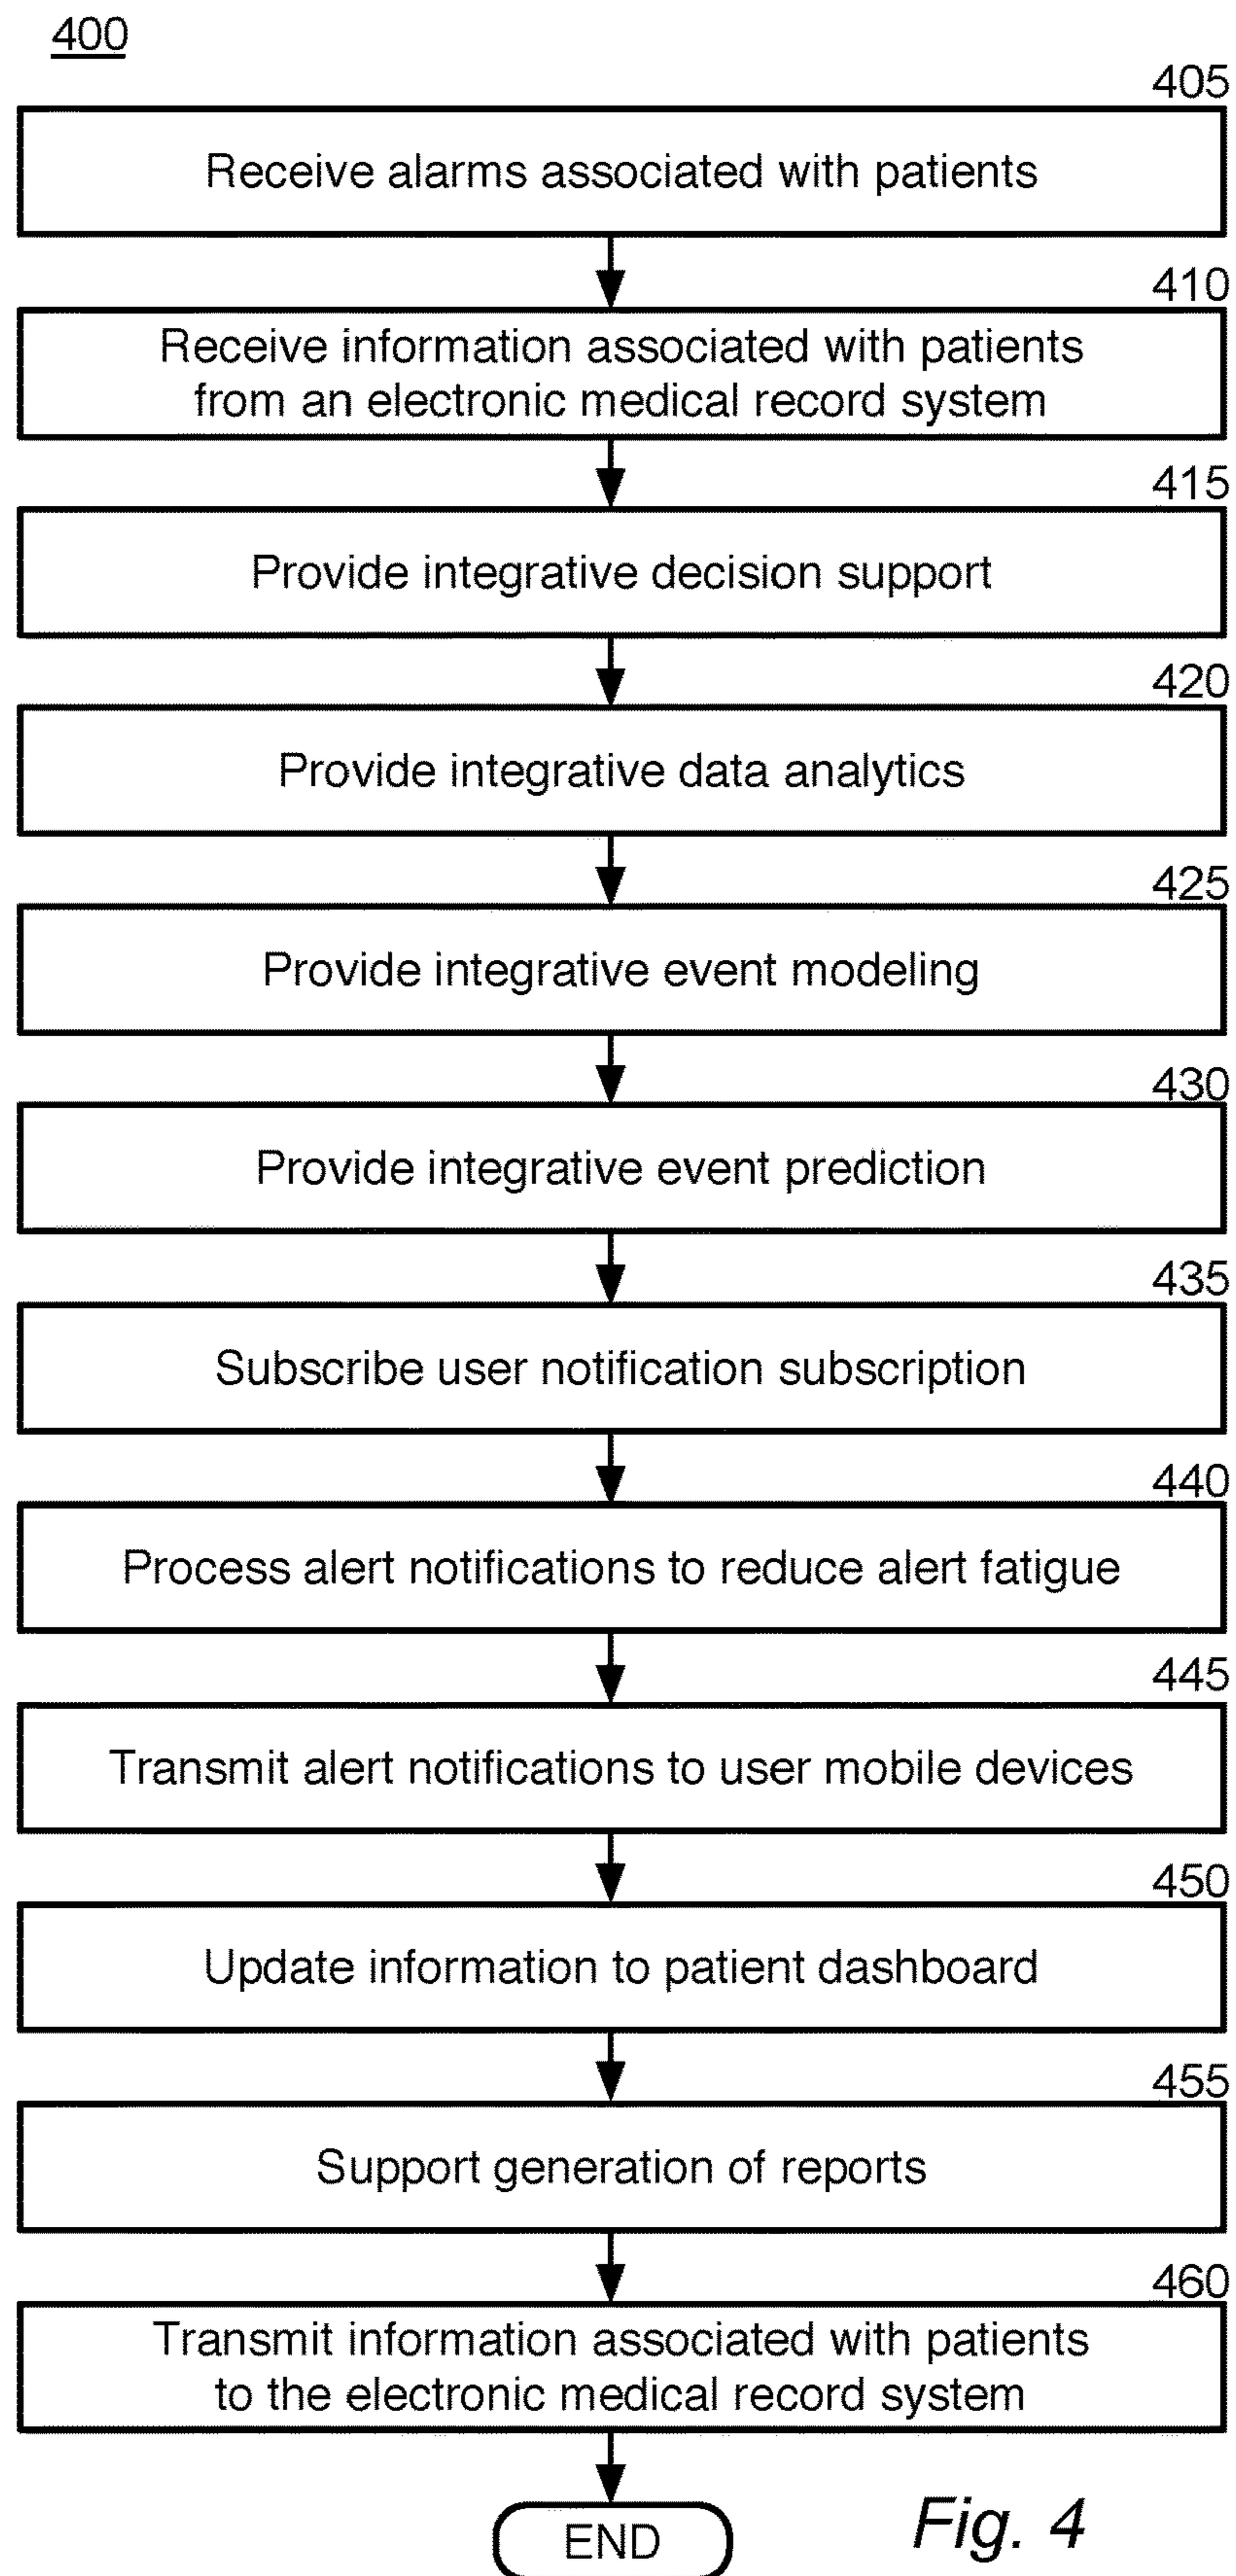 400
405
Receive alarms associated with patients
410
Receive information associated with patients
from an electronic medical record system
415
Provide integrative decision support
420
Provide integrative data analytics
425
Provide integrative event modeling
430
Provide integrative event prediction
435
Subscribe user notification subscription
440
Process alert notifications to reduce alert fatigue
445
Transmit alert notifications to user mobile devices
450
Update information to patient dashboard
455
Support generation of reports
460
Transmit information associated with patients
to the electronic medical record system
END
Fig. 4